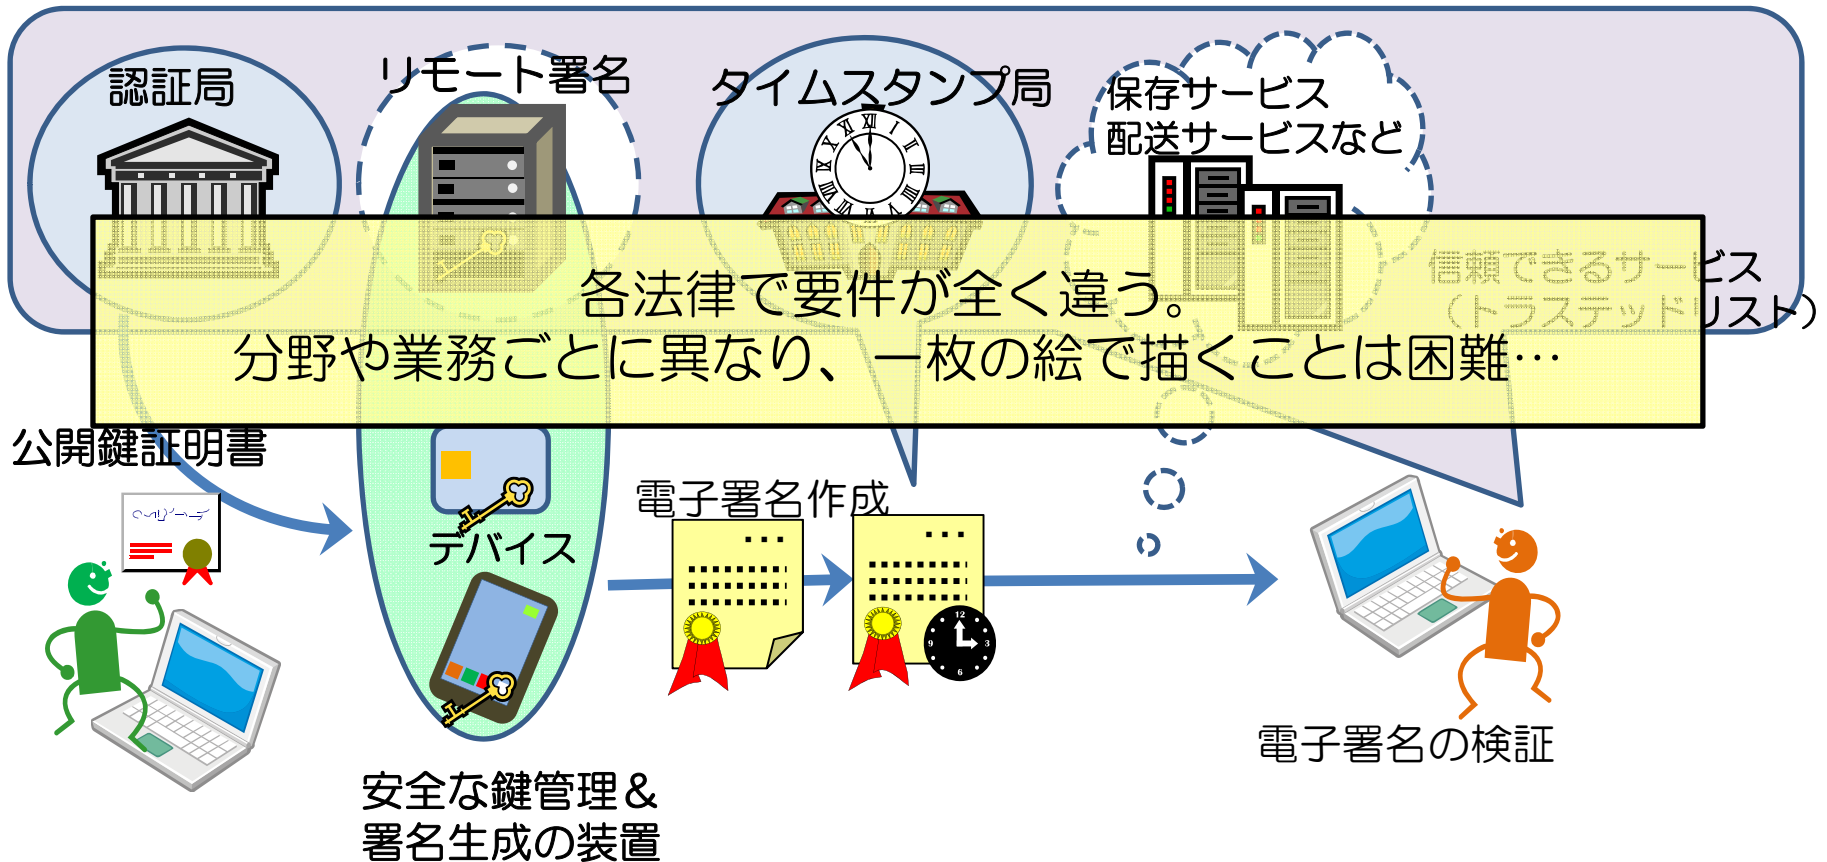 認証局
リモート署名
タイムスタンプ局
保存サービス
配送サービスなど
信頼できるサービス
（トラステッドリスト）
各法律で要件が全く違う。
分野や業務ごとに異なり、一枚の絵で描くことは困難…
公開鍵証明書
電子署名作成
デバイス
電子署名の検証
安全な鍵管理＆
署名生成の装置